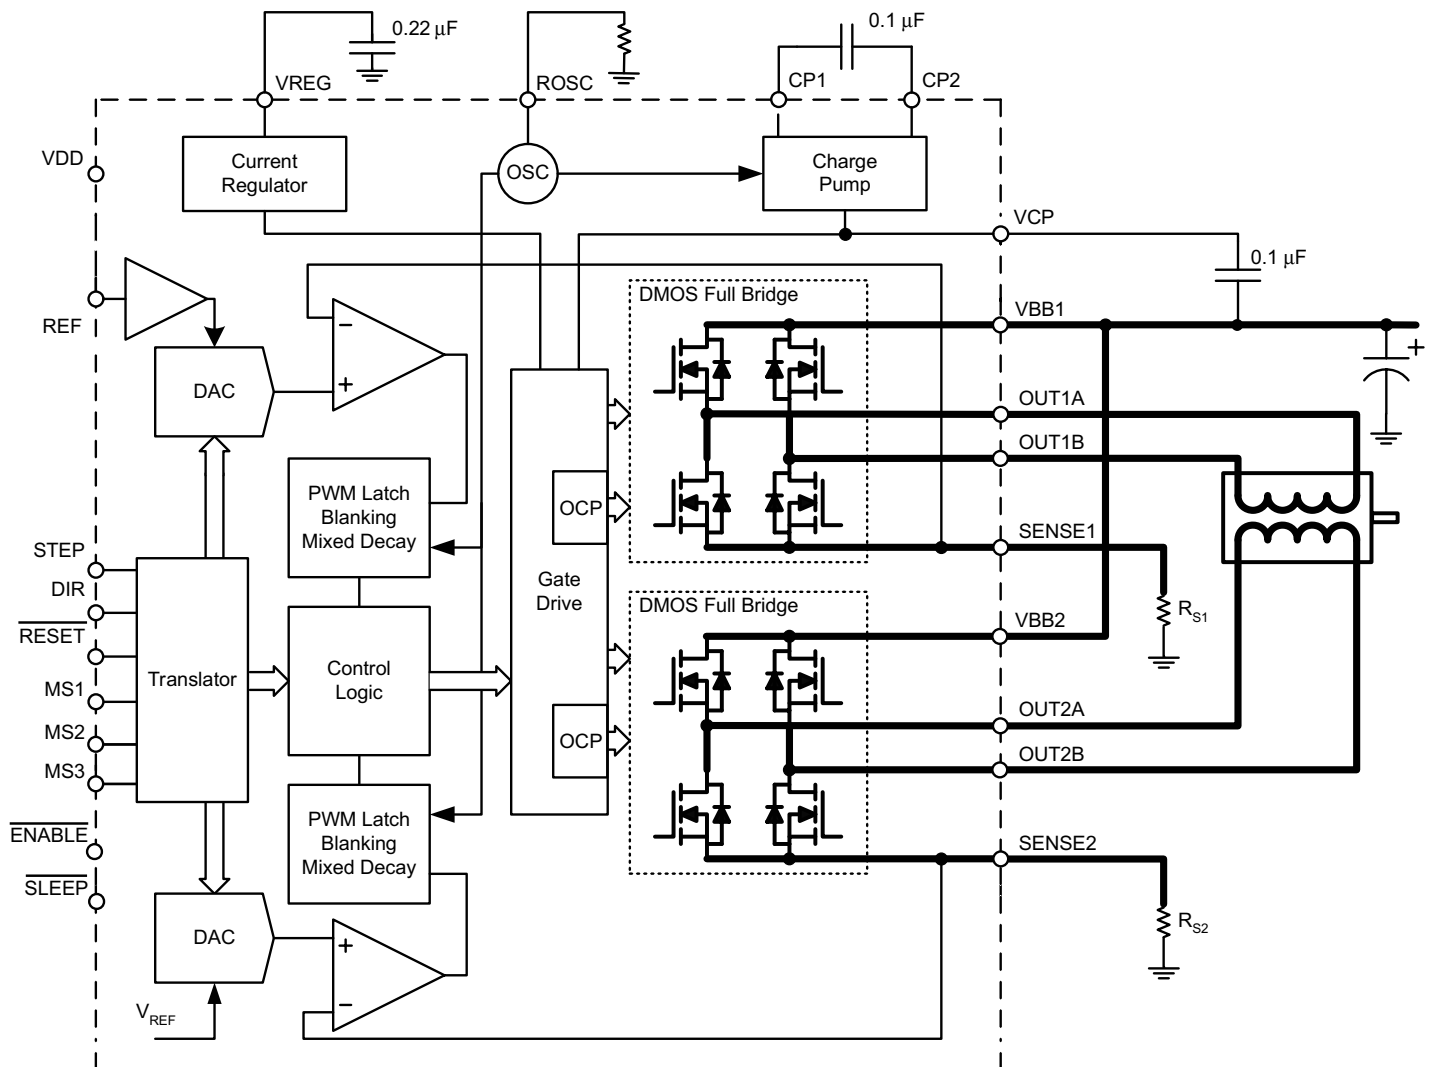 0.22 μF
0.1 μF
VREG
ROSC
CP1
CP2
VDD
Current
Regulator
OSC
Charge
Pump
VCP
0.1 μF
REF
DMOS Full Bridge
VBB1
−
+
DAC
+
OUT1A
OUT1B
PWM Latch
Blanking
Mixed Decay
OCP
SENSE1
STEP
DIR
RESET
MS1
MS2
MS3
Translator
Control
Logic
Gate
Drive
DMOS Full Bridge
RS1
VBB2
OUT2A
OCP
OUT2B
PWM Latch
Blanking
Mixed Decay
ENABLE
SLEEP
SENSE2
DAC
+
−
RS2
VREF